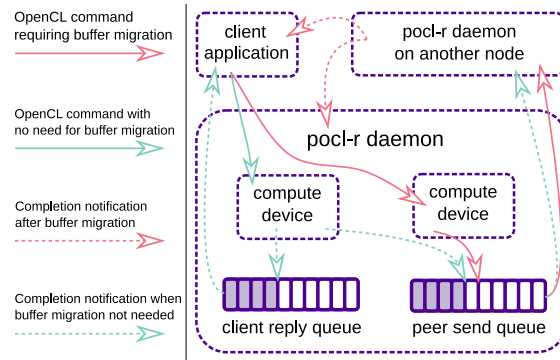 OpenCL command
requiring buffer migration
OpenCL command with
no need for buffer migration
Completion notification
after buffer migration
Completion notification when
buffer migration not needed
client
application
pocl-r daemon
on another node
pocl-r daemon
compute
device
compute
device
client reply queue
peer send queue